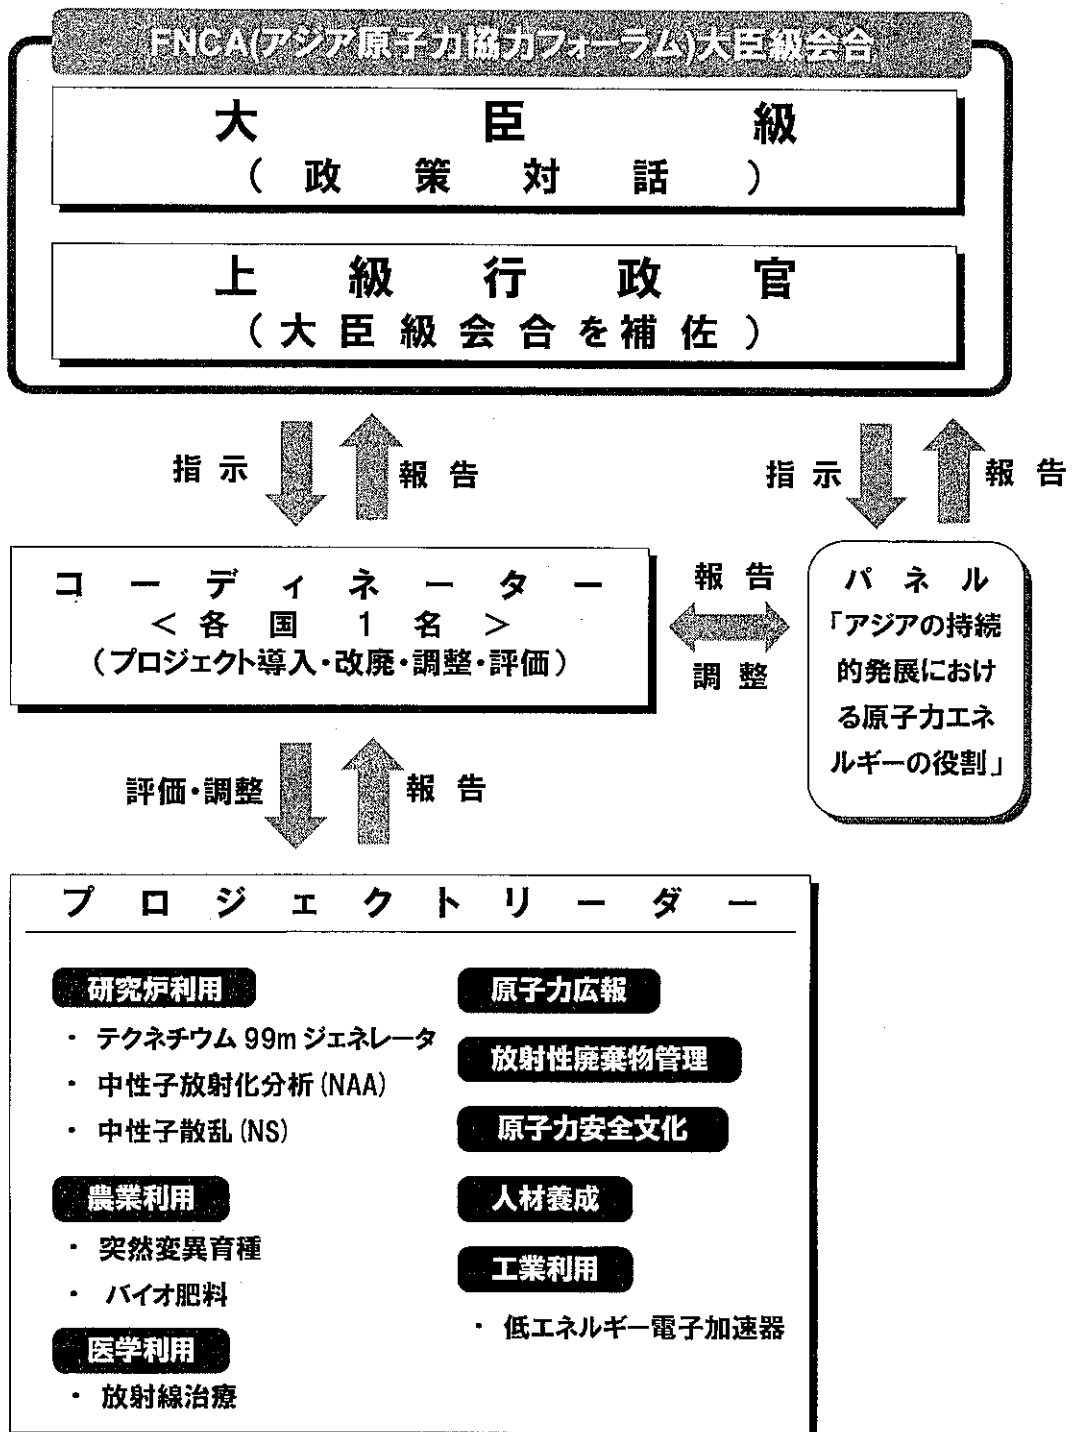 FNCA(アジア原子力協力フォーラム)大臣級会合
大臣級
(政策対話)
上級行政官
(大臣級会合を補佐)
指示
報告
指示
報告
コーディネーター
<各国1名>
(プロジェクト導入・改廃・調整・評価)
報告
調整
パネル
「アジアの持続
的発展におけ
る原子力エネ
ルギーの役割」
評価・調整
報告
プロジェクトリーダー
研究炉利用
・ テクネチウム 99m ジェネレータ
・ 中性子放射化分析(NAA)
・ 中性子散乱(NS)
農業利用
・ 突然変異育種
・ バイオ肥料
医学利用
・ 放射線治療
原子力広報
放射性廃棄物管理
原子力安全文化
人材養成
工業利用
・ 低エネルギー電子加速器